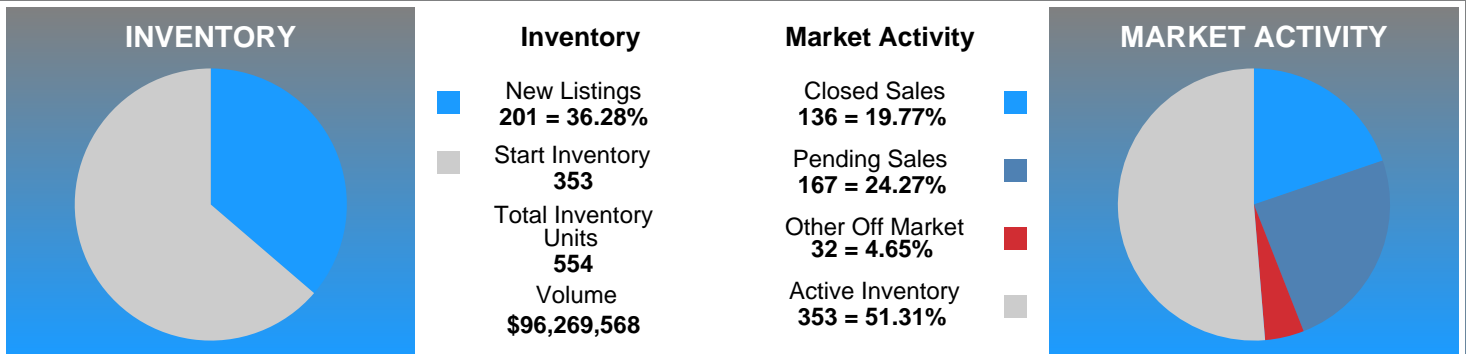 INVENTORY
Inventory
New Listings
201 = 36.28%
Start Inventory
353
Total Inventory
Units
554
Volume
$96,269,568
Market Activity
Closed Sales
136 = 19.77%
Pending Sales
167 = 24.27%
Other Off Market
32 = 4.65%
Active Inventory
353 = 51.31%
MARKET ACTIVITY